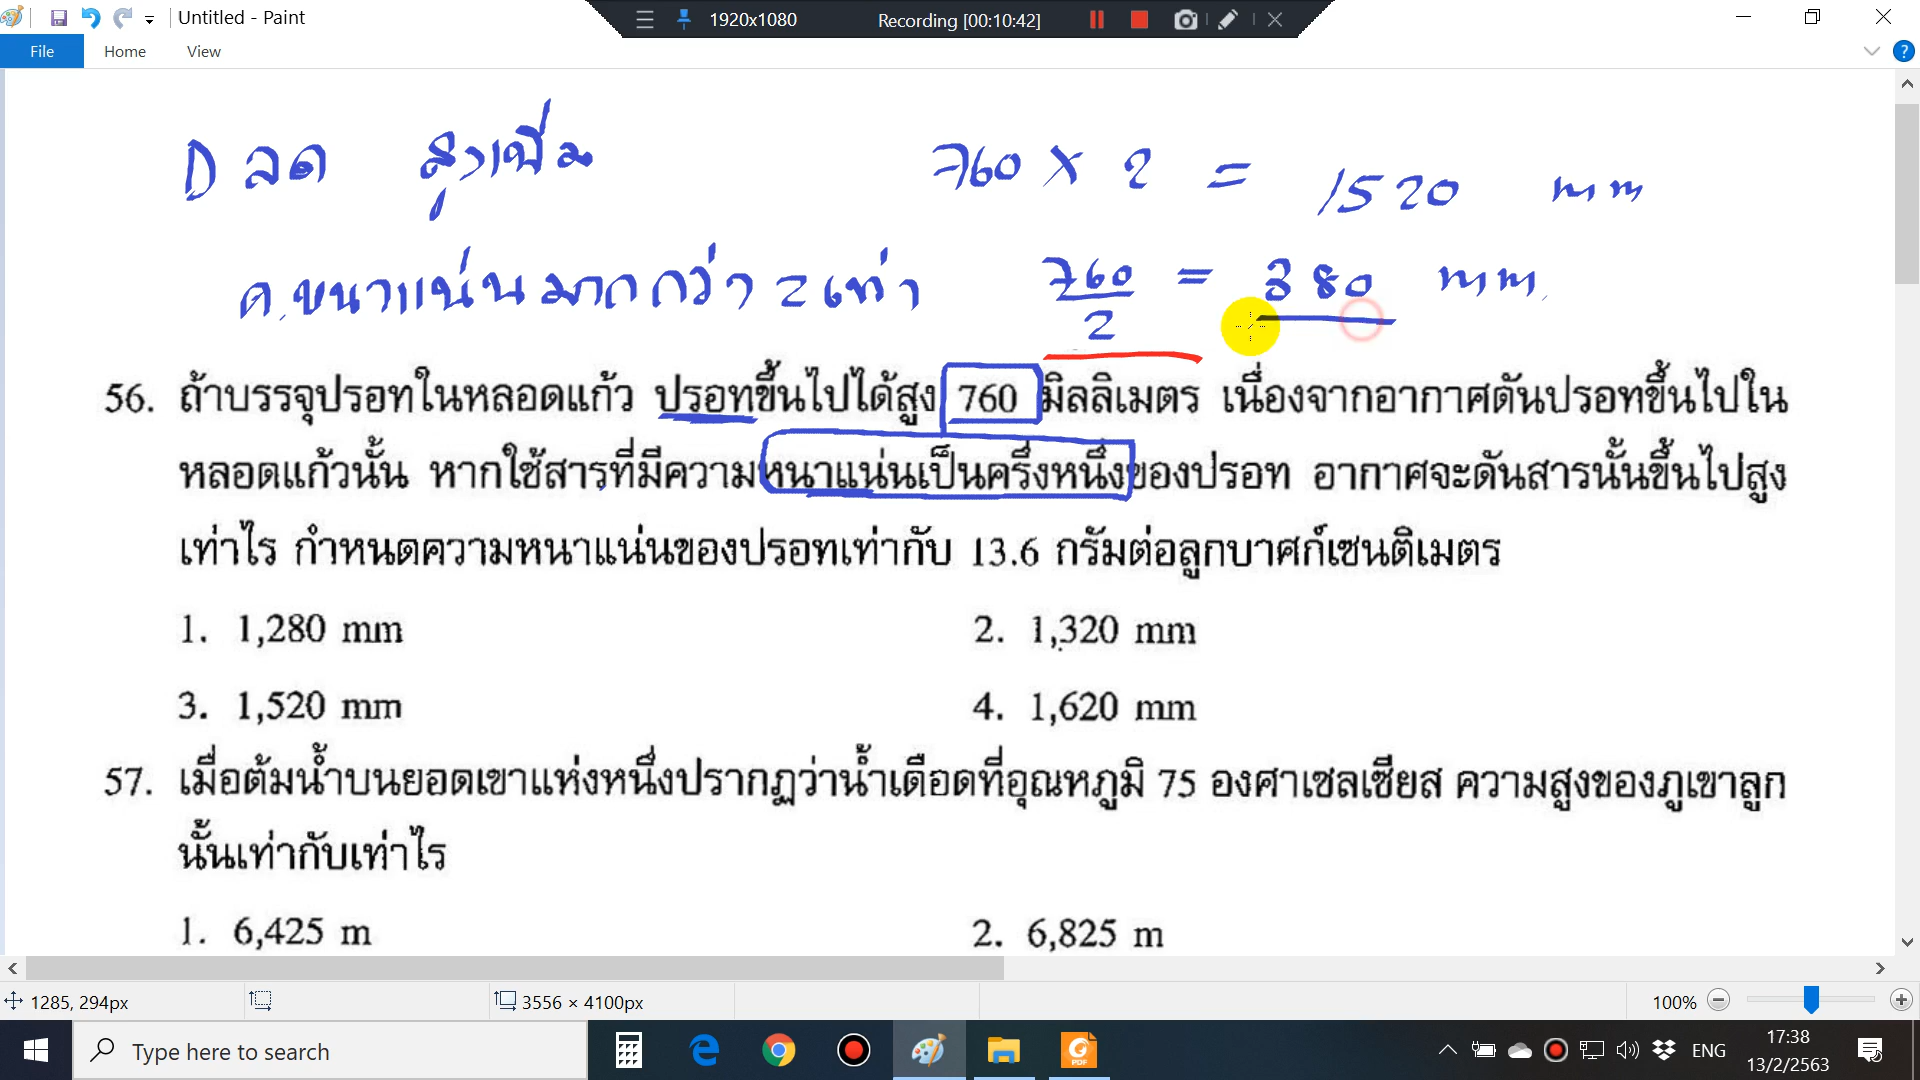 Untitled - Paint
1920x1080
Recording [00:10:42]
File
Home
View
D ลด สูงเพิ่ม
760 x 2 = 1520 mm
ค.หนาแน่นมากกว่า 2 เท่า
760
2
= 380 mm
56. ถ้าบรรจุปรอทในหลอดแก้ว ปรอทขึ้นไปได้สูง 760 มิลลิเมตร เนื่องจากอากาศดันปรอทขึ้นไปใน
หลอดแก้วนั้น หากใช้สารที่มีความหนาแน่นเป็นครึ่งหนึ่งของปรอท อากาศจะดันสารนั้นขึ้นไปสูง
เท่าไร กำหนดความหนาแน่นของปรอทเท่ากับ 13.6 กรัมต่อลูกบาศก์เซนติเมตร
1. 1,280 mm
2. 1,320 mm
3. 1,520 mm
4. 1,620 mm
57. เมื่อต้มน้ำบนยอดเขาแห่งหนึ่งปรากฏว่าน้ำเดือดที่อุณหภูมิ 75 องศาเซลเซียส ความสูงของภูเขาลูก
นั้นเท่ากับเท่าไร
1. 6,425 m
2. 6,825 m
1285, 294px
3556 × 4100px
100%
Type here to search
ENG
17:38
13/2/2563